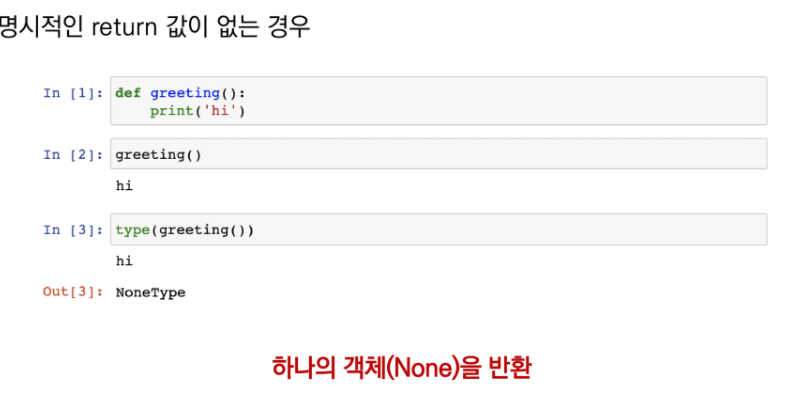 명시적인 return 값이 없는 경우
In [1]: def greeting():
    print('hi')
In [2]: greeting()
hi
In [3]: type(greeting())
hi
Out[3]: NoneType
하나의 객체(None)을 반환